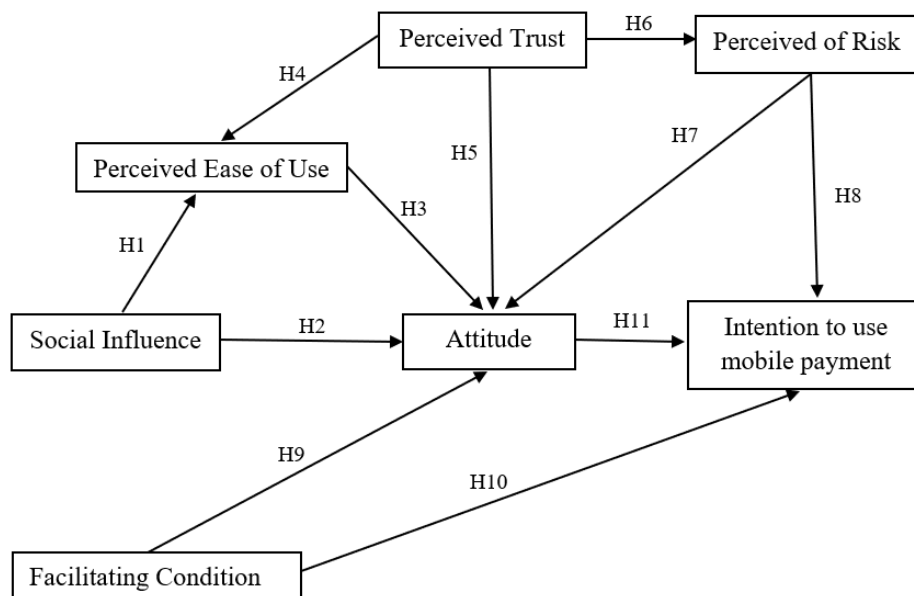 Perceived Trust
H6
Perceived of Risk
H4
H5
H7
Perceived Ease of Use
H3
H8
H1
Social Influence
H2
Attitude
H11
Intention to use
mobile payment
H9
H10
Facilitating Condition